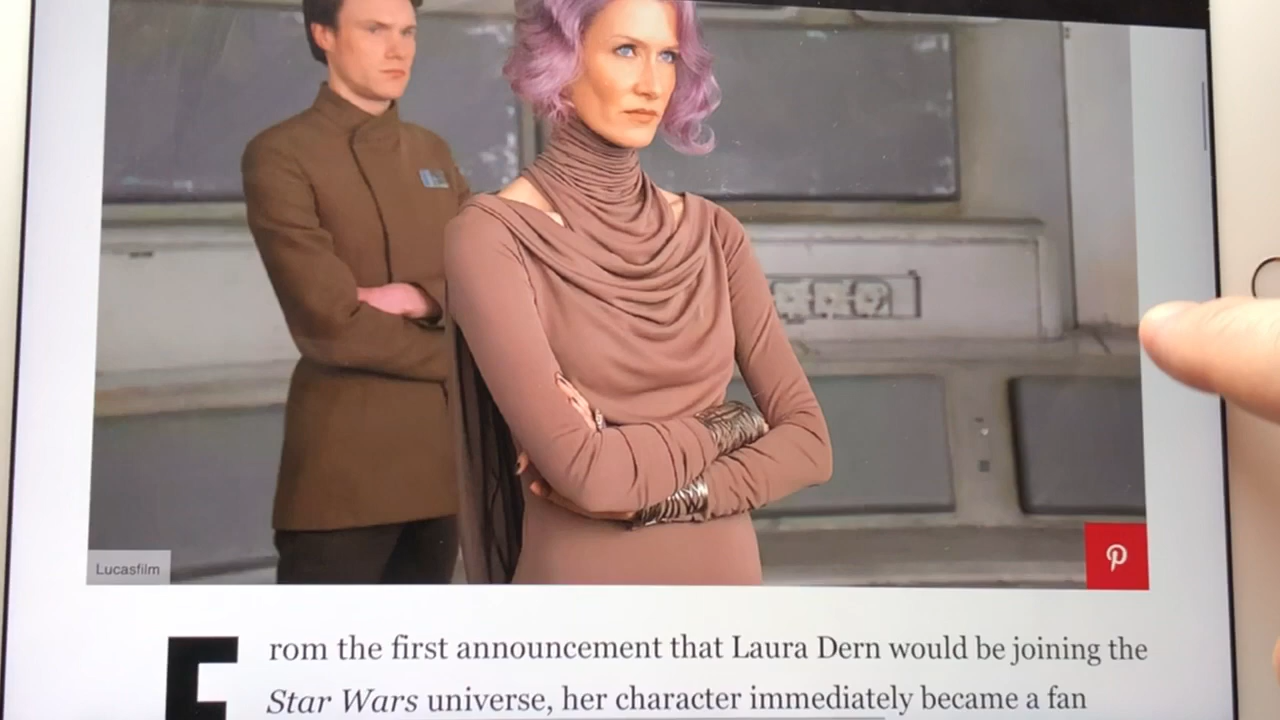 Lucasfilm
From the first announcement that Laura Dern would be joining the
Star Wars universe, her character immediately became a fan